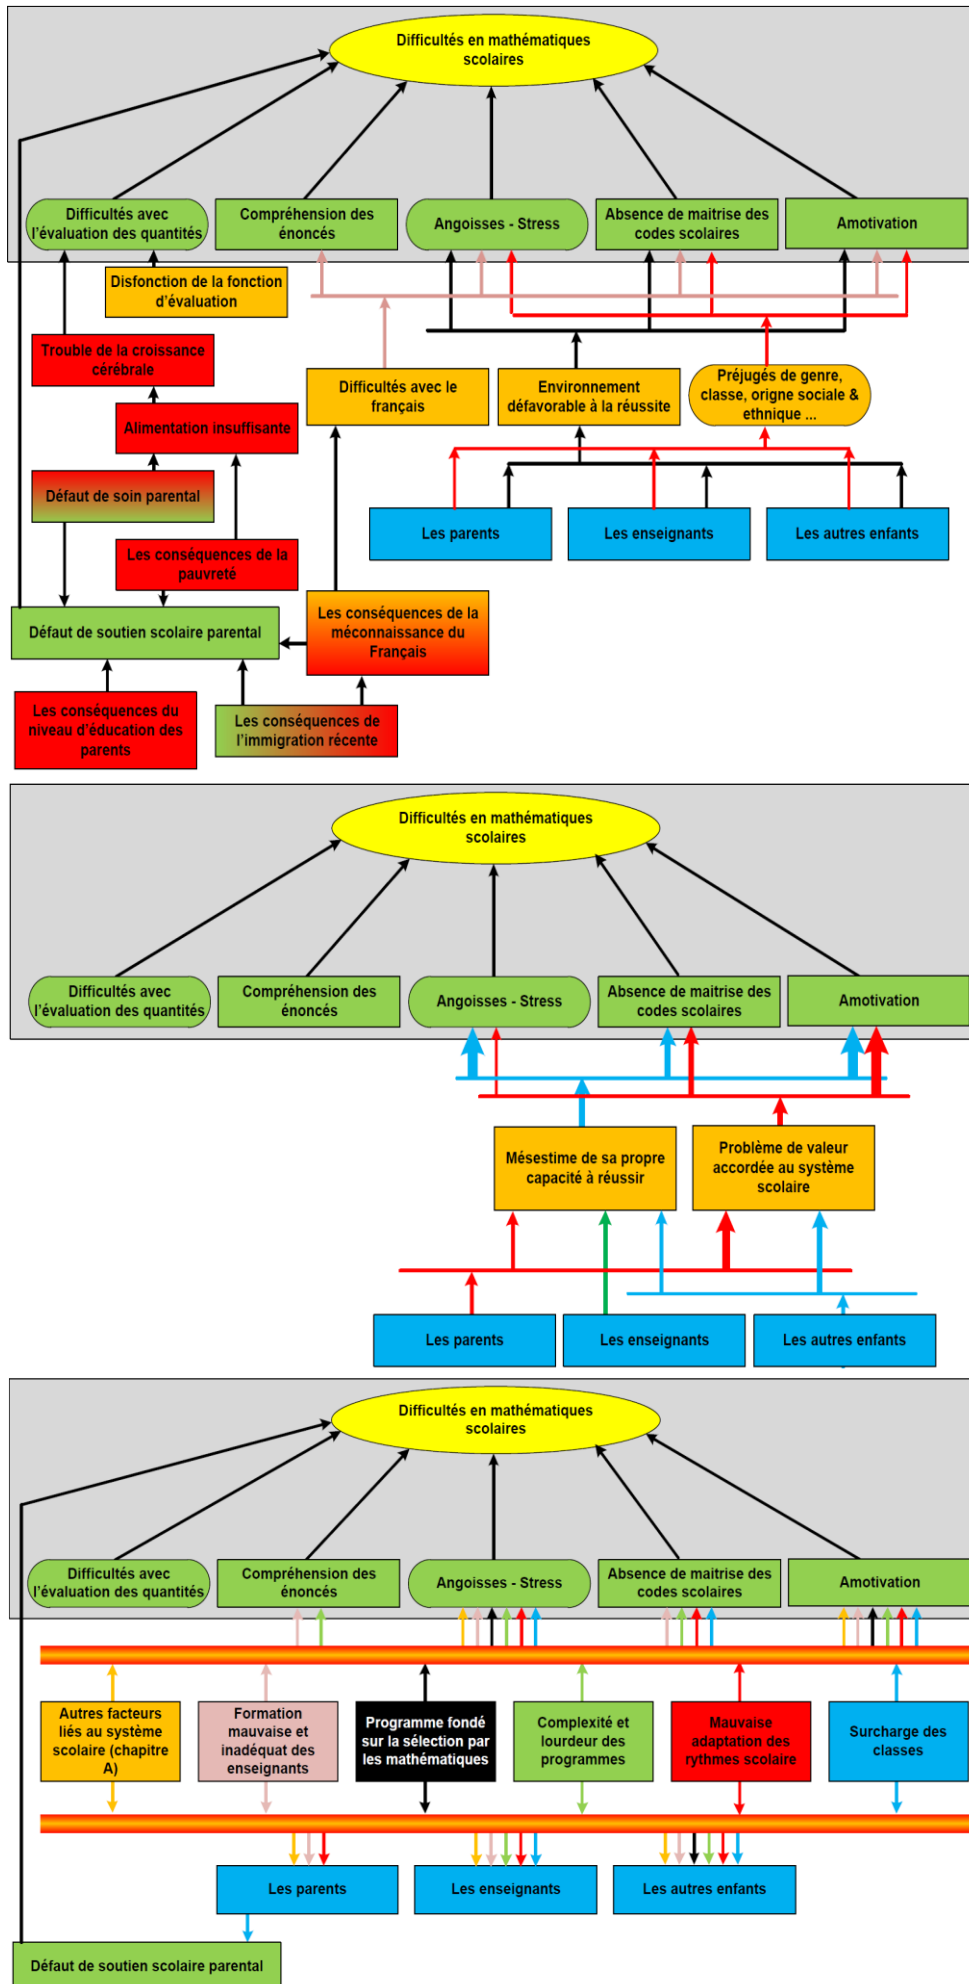 Difficultés en mathématiques
scolaires
Difficultés avec
l'évaluation des quantités
Compréhension des
énoncés
Angoisses - Stress
Absence de maitrise des
codes scolaires
Amotivation
Disfonction de la fonction
d'évaluation
Trouble de la croissance
cérébrale
Difficultés avec le
français
Environnement
défavorable à la réussite
Préjugés de genre,
classe, origne sociale &
ethnique ...
Alimentation insuffisante
Défaut de soin parental
Les parents
Les enseignants
Les autres enfants
Les conséquences de la
pauvreté
Défaut de soutien scolaire parental
Les conséquences de la
méconnaissance du
Français
Les conséquences du
niveau d'éducation des
parents
Les conséquences de
l'immigration récente
Difficultés en mathématiques
scolaires
Difficultés avec
l'évaluation des quantités
Compréhension des
énoncés
Angoisses - Stress
Absence de maitrise des
codes scolaires
Amotivation
Mésestime de sa propre
capacité à réussir
Problème de valeur
accordée au système
scolaire
Les parents
Les enseignants
Les autres enfants
Difficultés en mathématiques
scolaires
Difficultés avec
l'évaluation des quantités
Compréhension des
énoncés
Angoisses - Stress
Absence de maitrise des
codes scolaires
Amotivation
Autres facteurs
liés au système
scolaire (chapitre
A)
Formation
mauvaise et
inadéquat des
enseignants
Programme fondé
sur la sélection par
les mathématiques
Complexité et
lourdeur des
programmes
Mauvaise
adaptation des
rythmes scolaire
Surcharge des
classes
Les parents
Les enseignants
Les autres enfants
Défaut de soutien scolaire parental